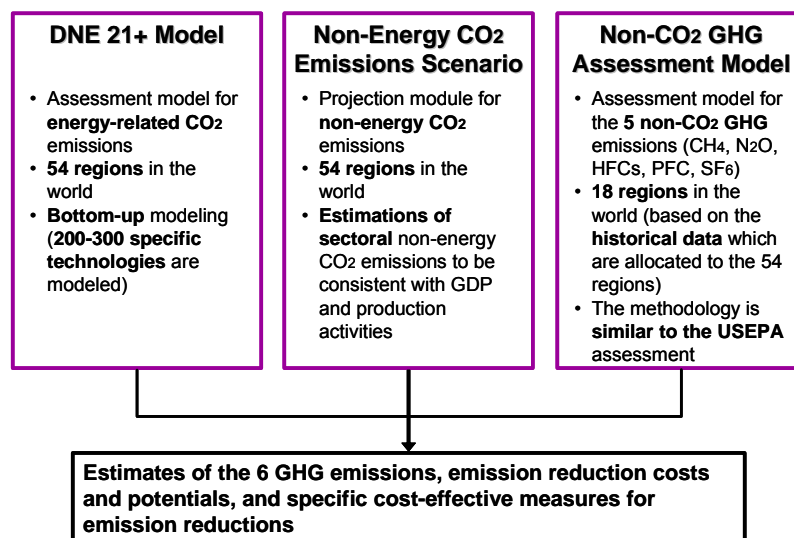 DNE 21+ Model
• Assessment model for
energy-related CO2
emissions
• 54 regions in the
world
• Bottom-up modeling
(200-300 specific
technologies are
modeled)
Non-Energy CO2
Emissions Scenario
• Projection module for
non-energy CO2
emissions
• 54 regions in the
world
• Estimations of
sectoral non-energy
CO2 emissions to be
consistent with GDP
and production
activities
Non-CO2 GHG
Assessment Model
• Assessment model for
the 5 non-CO2 GHG
emissions (CH4, N2O,
HFCs, PFC, SF6)
• 18 regions in the
world (based on the
historical data which
are allocated to the 54
regions)
• The methodology is
similar to the USEPA
assessment
Estimates of the 6 GHG emissions, emission reduction costs
and potentials, and specific cost-effective measures for
emission reductions